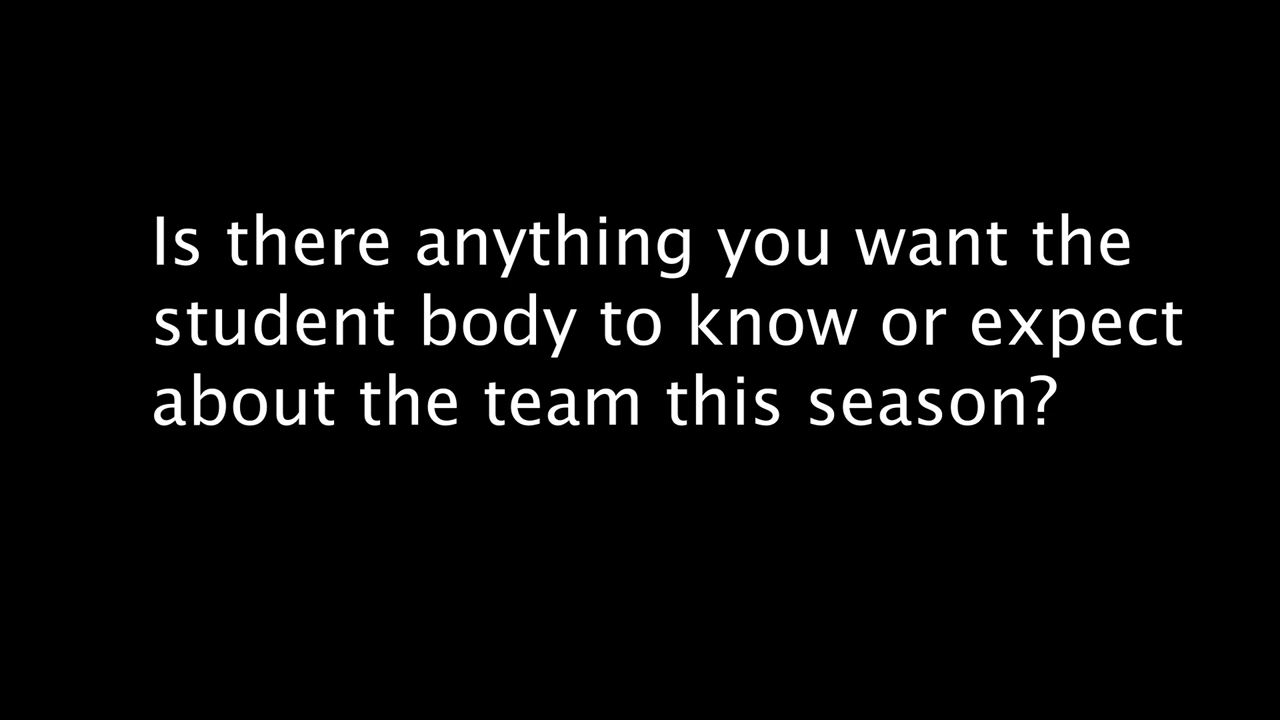 Is there anything you want the
student body to know or expect
about the team this season?